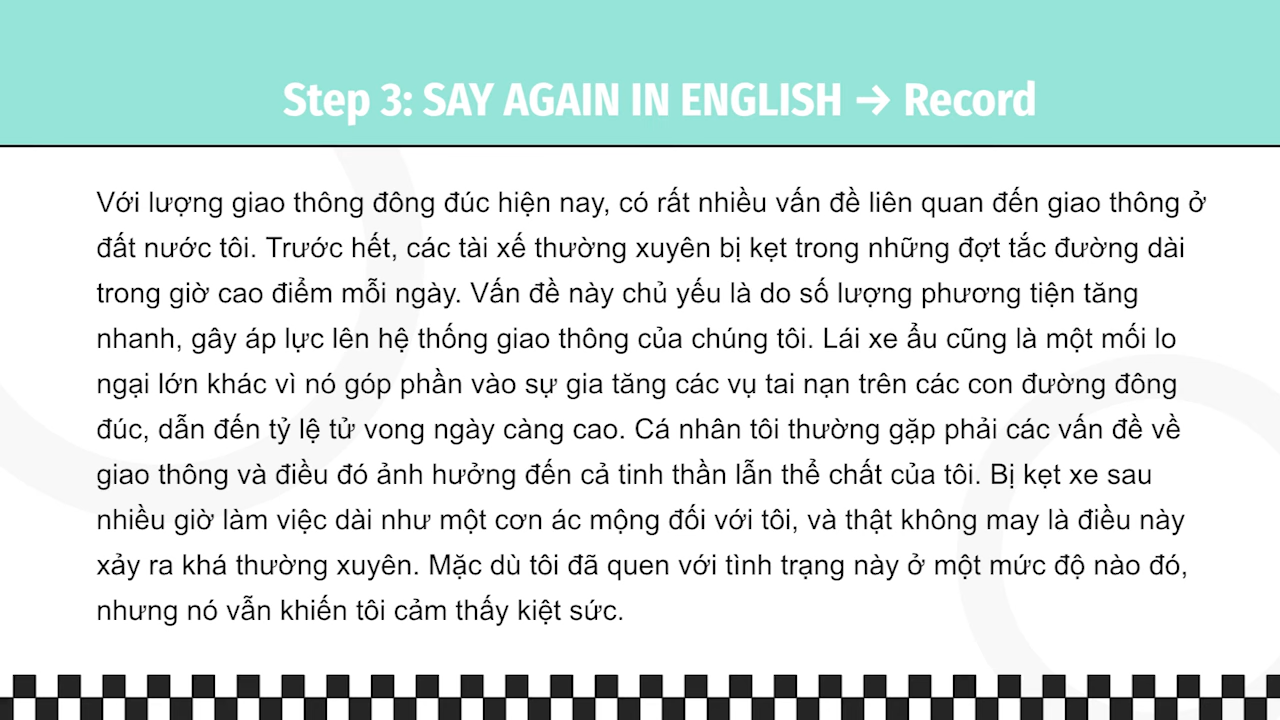 Step 3: SAY AGAIN IN ENGLISH → Record
Với lượng giao thông đông đúc hiện nay, có rất nhiều vấn đề liên quan đến giao thông ở
đất nước tôi. Trước hết, các tài xế thường xuyên bị kẹt trong những đợt tắc đường dài
trong giờ cao điểm mỗi ngày. Vấn đề này chủ yếu là do số lượng phương tiện tăng
nhanh, gây áp lực lên hệ thống giao thông của chúng tôi. Lái xe ẩu cũng là một mối lo
ngại lớn khác vì nó góp phần vào sự gia tăng các vụ tai nạn trên các con đường đông
đúc, dẫn đến tỷ lệ tử vong ngày càng cao. Cá nhân tôi thường gặp phải các vấn đề về
giao thông và điều đó ảnh hưởng đến cả tinh thần lẫn thể chất của tôi. Bị kẹt xe sau
nhiều giờ làm việc dài như một cơn ác mộng đối với tôi, và thật không may là điều này
xảy ra khá thường xuyên. Mặc dù tôi đã quen với tình trạng này ở một mức độ nào đó,
nhưng nó vẫn khiến tôi cảm thấy kiệt sức.